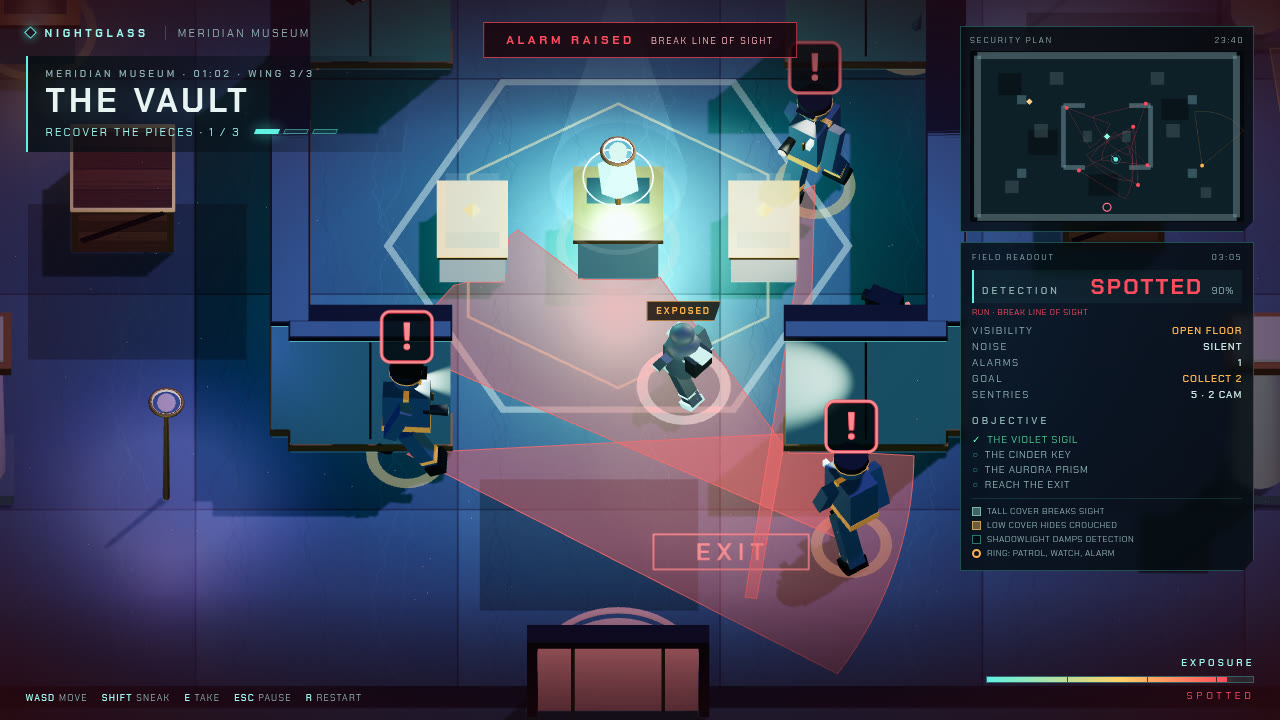 NIGHTGLASS MERIDIAN MUSEUM
MERIDIAN MUSEUM · 01:02 · WING 3/3
THE VAULT
RECOVER THE PIECES · 1 / 3
ALARM RAISED BREAK LINE OF SIGHT
!
!
!
EXPOSED
EXIT
SECURITY PLAN 23:40
FIELD READOUT 03:05
DETECTION SPOTTED 90%
RUN · BREAK LINE OF SIGHT
VISIBILITY OPEN FLOOR
NOISE SILENT
ALARMS 1
GOAL COLLECT 2
SENTRIES 5 · 2 CAM
OBJECTIVE
✓ THE VIOLET SIGIL
○ THE CINDER KEY
○ THE AURORA PRISM
○ REACH THE EXIT
TALL COVER BREAKS SIGHT
LOW COVER HIDES CROUCHED
SHADOWLIGHT DAMPS DETECTION
RING: PATROL, WATCH, ALARM
EXPOSURE
SPOTTED
WASD MOVE SHIFT SNEAK E TAKE ESC PAUSE R RESTART